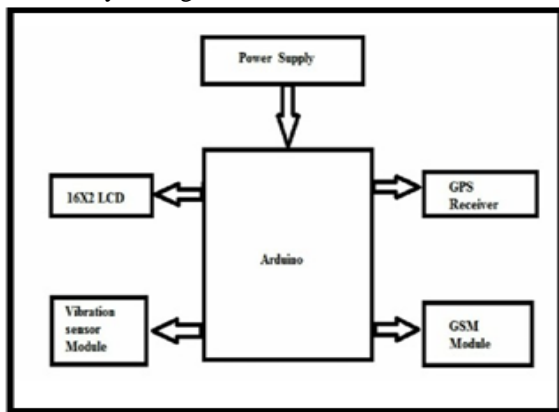 Power Supply
16X2 LCD
GPS
Receiver
Arduino
Vibration
sensor
Module
GSM
Module